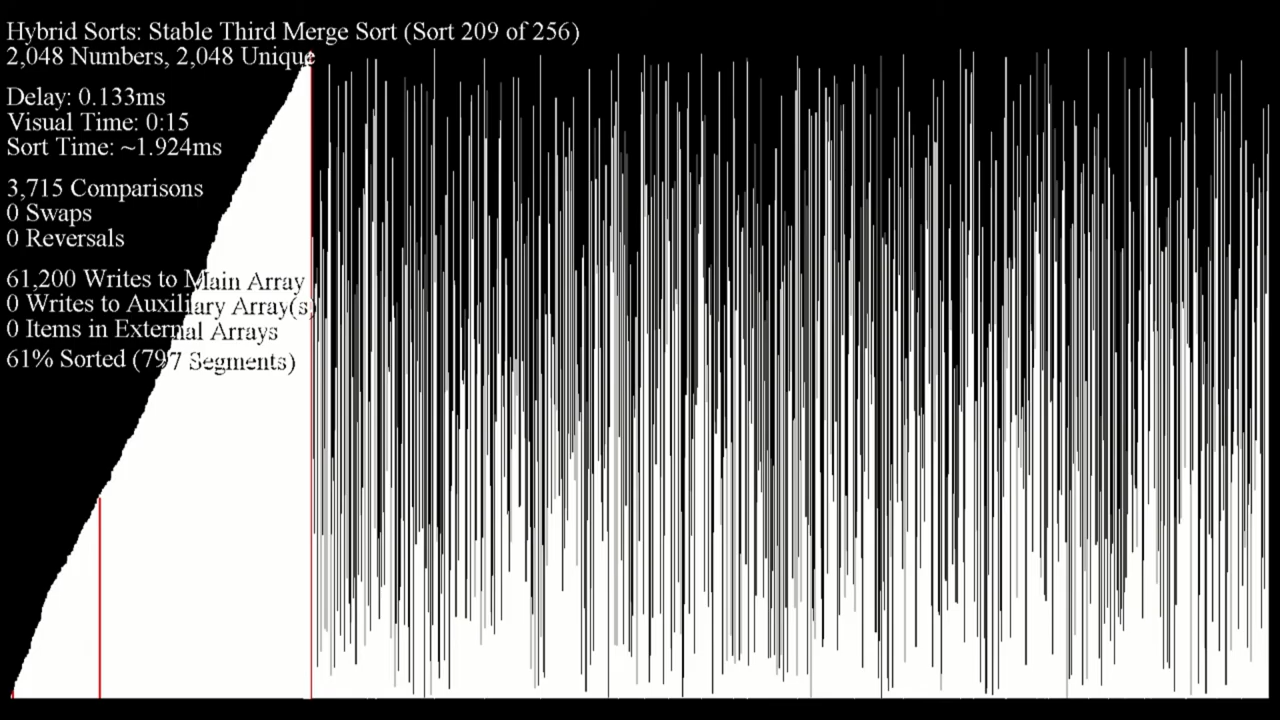 Hybrid Sorts: Stable Third Merge Sort (Sort 209 of 256)
2,048 Numbers, 2,048 Unique
Delay: 0.133ms
Visual Time: 0:15
Sort Time: ~1.924ms
3,715 Comparisons
0 Swaps
0 Reversals
61,200 Writes to Main Array
0 Writes to Auxiliary Array(s)
0 Items in External Arrays
61% Sorted (797 Segments)